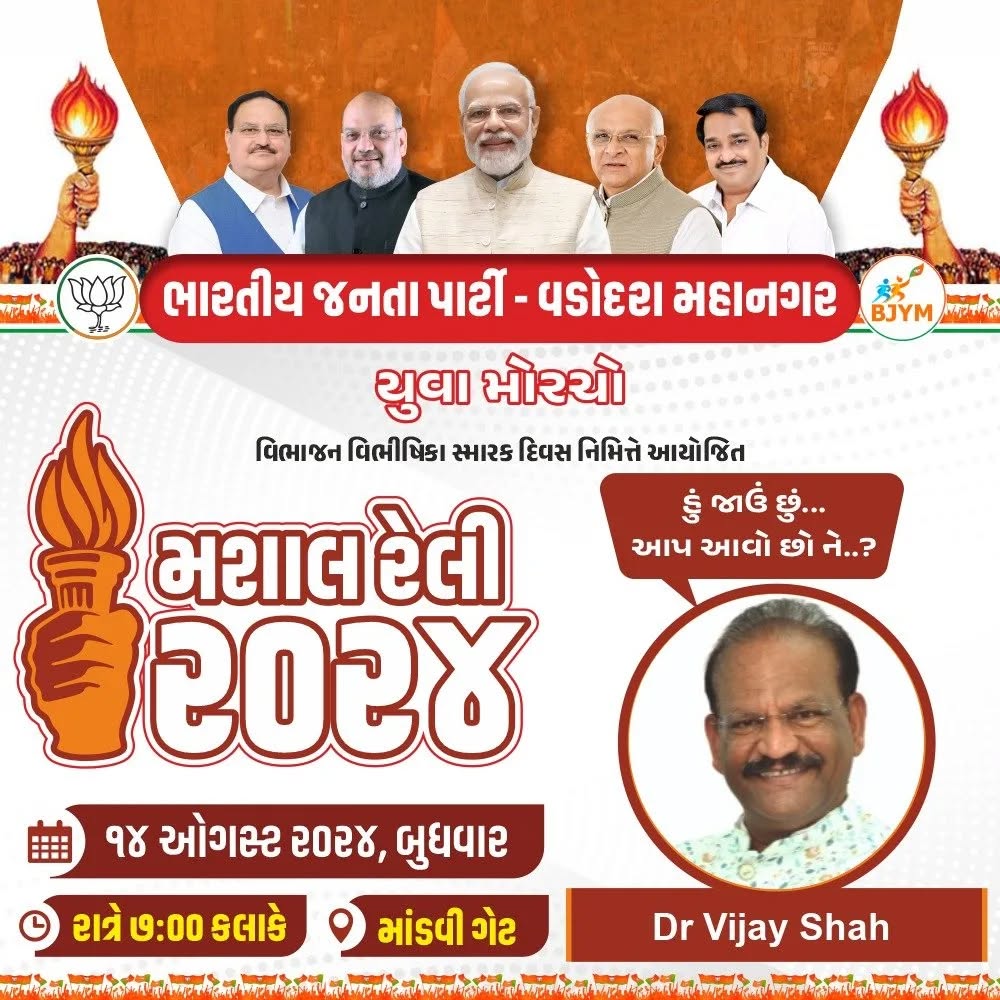 ભારતીય જનતા પાર્ટી - વડોદરા મહાનગર
BJYM
યુવા મોરચો
વિભાજન વિભીષિકા સ્મારક દિવસ નિમિત્તે આયોજિત
હું જાઉં છું...
આપ આવો છો ને..?
મશાલ રેલી
૨૦૨૪
૧૪ ઓગસ્ટ ૨૦૨૪, બુધવાર
રાત્રે ૭:00 કલાકે
માંડવી ગેટ
Dr Vijay Shah